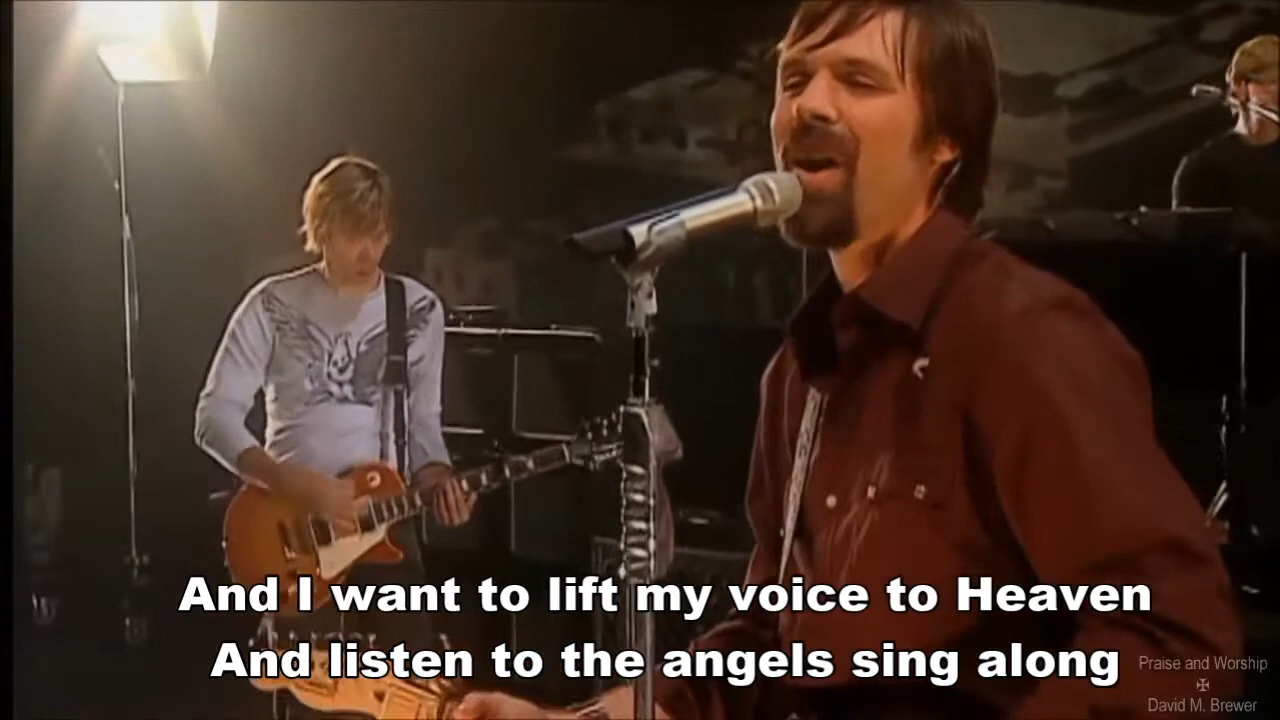 And I want to lift my voice to Heaven
And listen to the angels sing along
Praise and Worship
✠
David M. Brewer